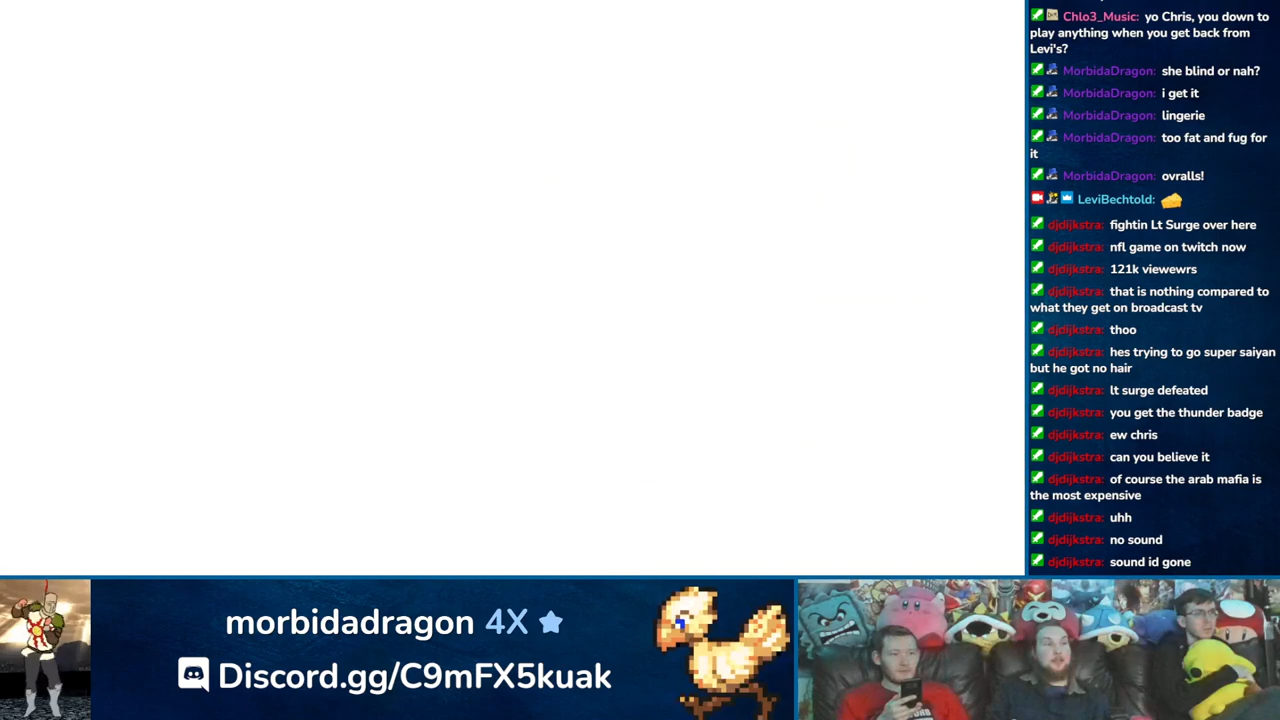 Chlo3_Music: yo Chris, you down to
play anything when you get back from
Levi's?
MorbidaDragon: she blind or nah?
MorbidaDragon: i get it
MorbidaDragon: lingerie
MorbidaDragon: too fat and fug for
it
MorbidaDragon: ovralls!
LeviBechtold:
djdijkstra: fightin Lt Surge over here
djdijkstra: nfl game on twitch now
djdijkstra: 121k viewewrs
djdijkstra: that is nothing compared to
what they get on broadcast tv
djdijkstra: thoo
djdijkstra: hes trying to go super saiyan
but he got no hair
djdijkstra: lt surge defeated
djdijkstra: you get the thunder badge
djdijkstra: ew chris
djdijkstra: can you believe it
djdijkstra: of course the arab mafia is
the most expensive
djdijkstra: uhh
djdijkstra: no sound
djdijkstra: sound id gone
morbidadragon 4X
Discord.gg/C9mFX5kuak